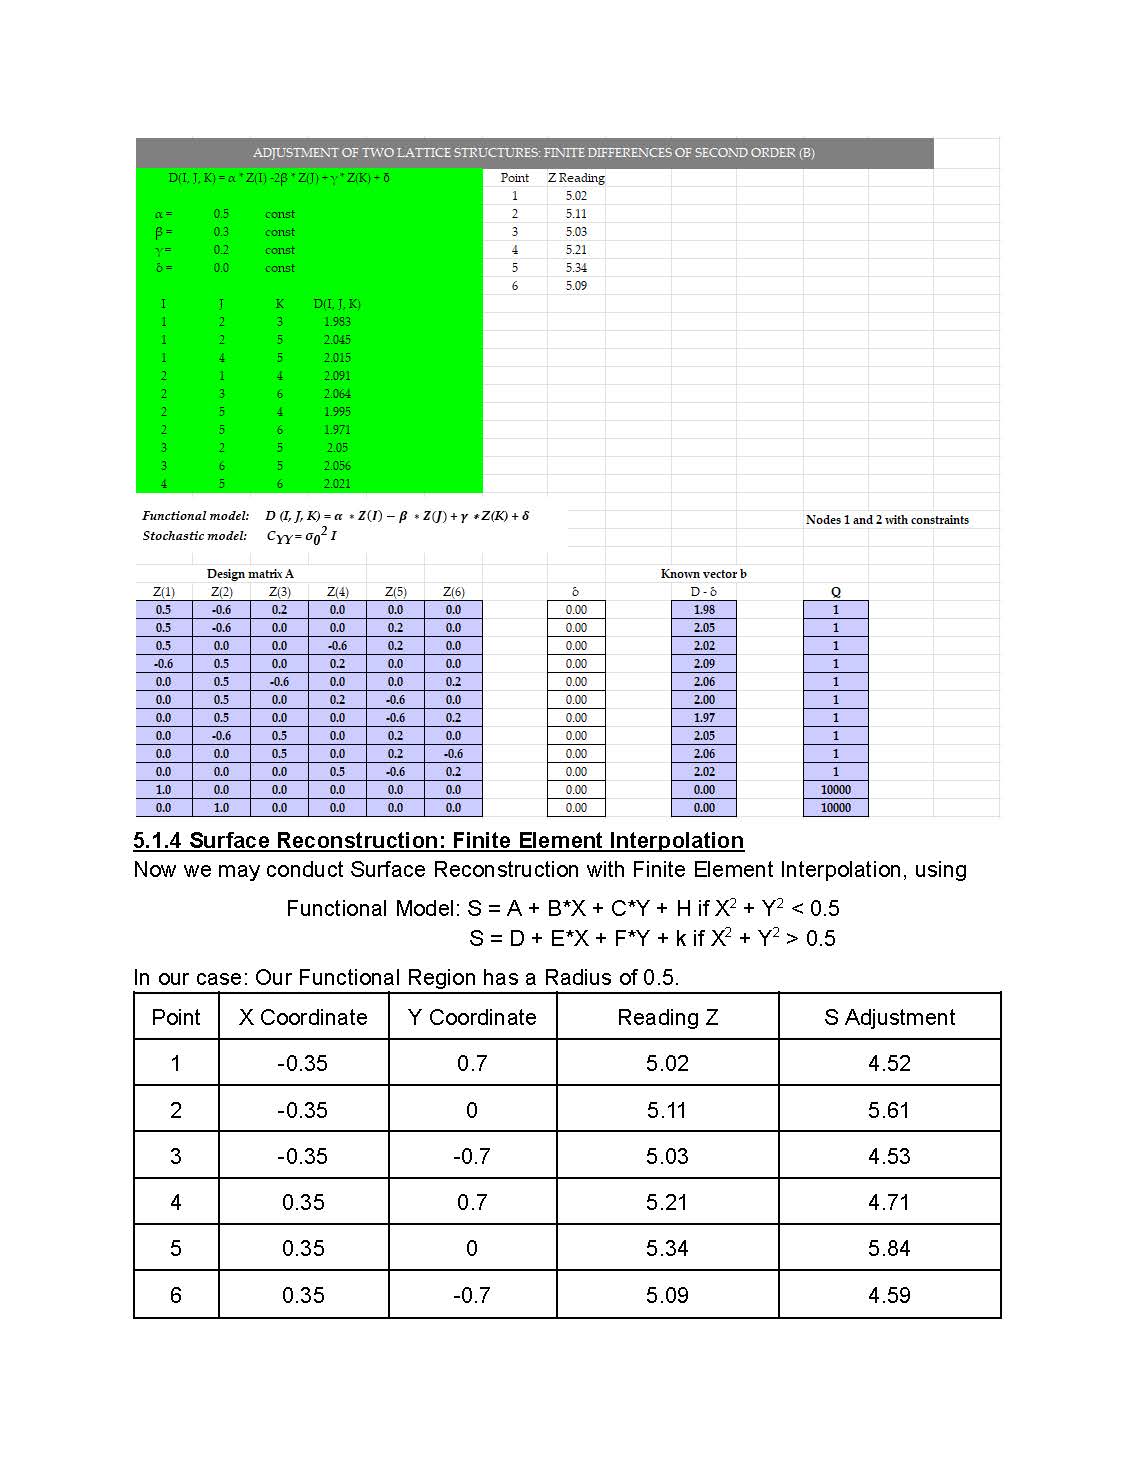 ADJUSTMENT OF TWO LATTICE STRUCTURES: FINITE DIFFERENCES OF SECOND ORDER (B)
D(I, J, K) = α * Z(I) -2β * Z(J) + γ * Z(K) + δ Point Z Reading
1 5.02
α = 0.5 const 2 5.11
β = 0.3 const 3 5.03
γ = 0.2 const 4 5.21
δ = 0.0 const 5 5.34
6 5.09
I J K D(I, J, K)
1 2 3 1.983
1 2 5 2.045
1 4 5 2.015
2 1 4 2.091
2 3 6 2.064
2 5 4 1.995
2 5 6 1.971
3 2 5 2.05
3 6 5 2.056
4 5 6 2.021
Functional model: D (I, J, K) = α * Z(I) − β * Z(J) + γ * Z(K) + δ
Nodes 1 and 2 with constraints
Stochastic model: CYY = σ0² I
Design matrix A Known vector b
Z(1) Z(2) Z(3) Z(4) Z(5) Z(6) δ D - δ Q
0.5 -0.6 0.2 0.0 0.0 0.0 0.00 1.98 1
0.5 -0.6 0.0 0.0 0.2 0.0 0.00 2.05 1
0.5 0.0 0.0 -0.6 0.2 0.0 0.00 2.02 1
-0.6 0.5 0.0 0.2 0.0 0.0 0.00 2.09 1
0.0 0.5 -0.6 0.0 0.0 0.2 0.00 2.06 1
0.0 0.5 0.0 0.2 -0.6 0.0 0.00 2.00 1
0.0 0.5 0.0 0.0 -0.6 0.2 0.00 1.97 1
0.0 -0.6 0.5 0.0 0.2 0.0 0.00 2.05 1
0.0 0.0 0.5 0.0 0.2 -0.6 0.00 2.06 1
0.0 0.0 0.0 0.5 -0.6 0.2 0.00 2.02 1
1.0 0.0 0.0 0.0 0.0 0.0 0.00 0.00 10000
0.0 1.0 0.0 0.0 0.0 0.0 0.00 0.00 10000
5.1.4 Surface Reconstruction: Finite Element Interpolation
Now we may conduct Surface Reconstruction with Finite Element Interpolation, using
Functional Model: S = A + B*X + C*Y + H if X² + Y² < 0.5
S = D + E*X + F*Y + k if X² + Y² > 0.5
In our case: Our Functional Region has a Radius of 0.5.
Point X Coordinate Y Coordinate Reading Z S Adjustment
1 -0.35 0.7 5.02 4.52
2 -0.35 0 5.11 5.61
3 -0.35 -0.7 5.03 4.53
4 0.35 0.7 5.21 4.71
5 0.35 0 5.34 5.84
6 0.35 -0.7 5.09 4.59